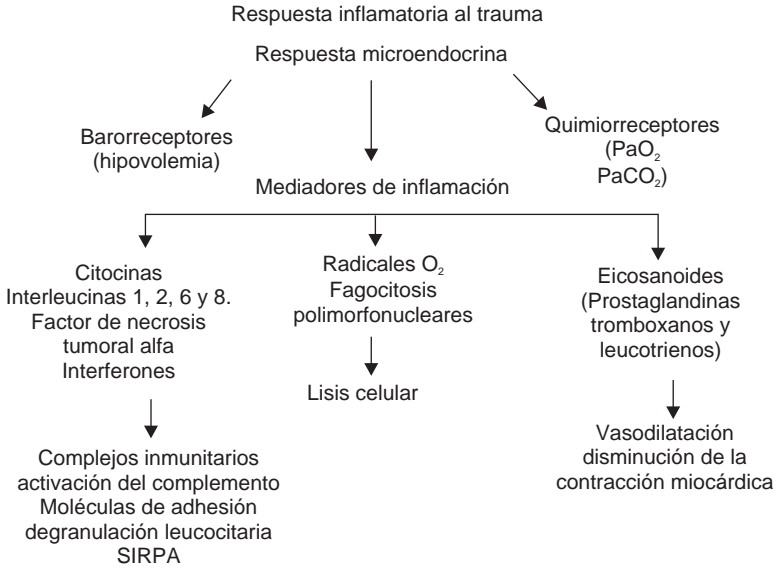 Respuesta inflamatoria al trauma
Respuesta microendocrina
Barorreceptores
(hipovolemia)
Quimiorreceptores
(PaO₂
PaCO₂)
Mediadores de inflamación
Citocinas
Interleucinas 1, 2, 6 y 8.
Factor de necrosis
tumoral alfa
Interferones
Radicales O₂
Fagocitosis
polimorfonucleares
Eicosanoides
(Prostaglandinas
tromboxanos y
leucotrienos)
Lisis celular
Complejos inmunitarios
activación del complemento
Moléculas de adhesión
degranulación leucocitaria
SIRPA
Vasodilatación
disminución de la
contracción miocárdica